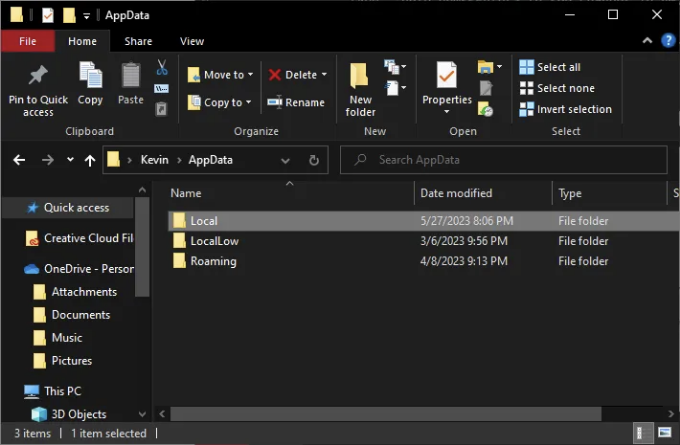 AppData
File Home Share View
Pin to Quick access
Copy
Paste
Clipboard
Move to
Copy to
Delete
Rename
Organize
New folder
New
Properties
Open
Select all
Select none
Invert selection
Select
Kevin AppData
Search AppData
Quick access
Creative Cloud Fil
OneDrive - Person
Attachments
Documents
Music
Pictures
This PC
3D Objects
Name Date modified Type S
Local 5/27/2023 8:06 PM File folder
LocalLow 3/6/2023 9:56 PM File folder
Roaming 4/8/2023 9:13 PM File folder
3 items 1 item selected